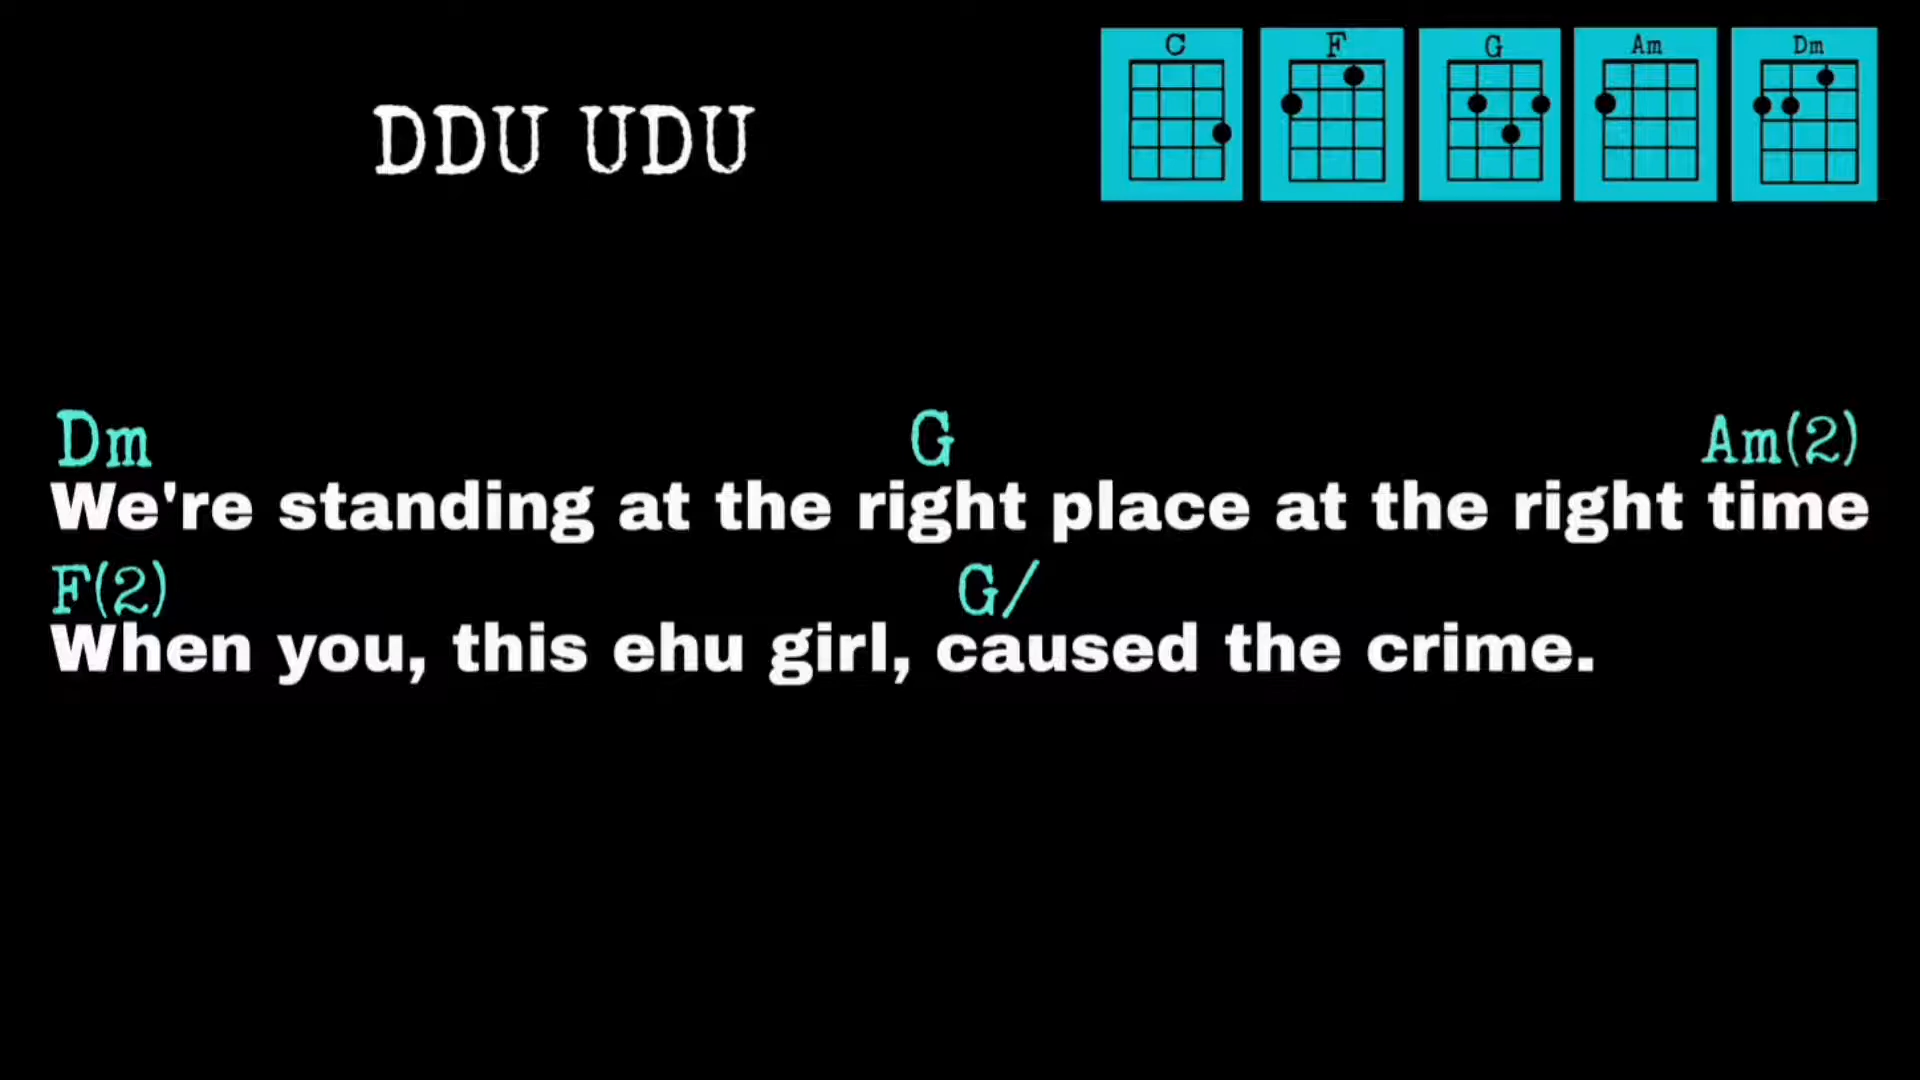 C F G Am Dm
DDU UDU
Dm G Am(2)
We're standing at the right place at the right time
F(2) G/
When you, this ehu girl, caused the crime.